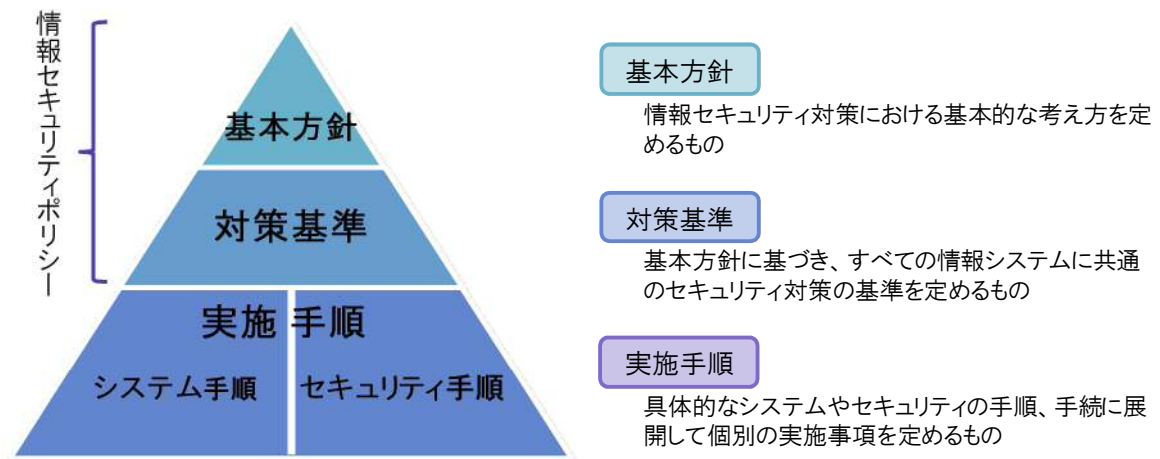 情報セキュリティポリシー
基本方針
対策基準
実施手順
システム手順
セキュリティ手順
基本方針
情報セキュリティ対策における基本的な考え方を定
めるもの
対策基準
基本方針に基づき、すべての情報システムに共通
のセキュリティ対策の基準を定めるもの
実施手順
具体的なシステムやセキュリティの手順、手続に展
開して個別の実施事項を定めるもの